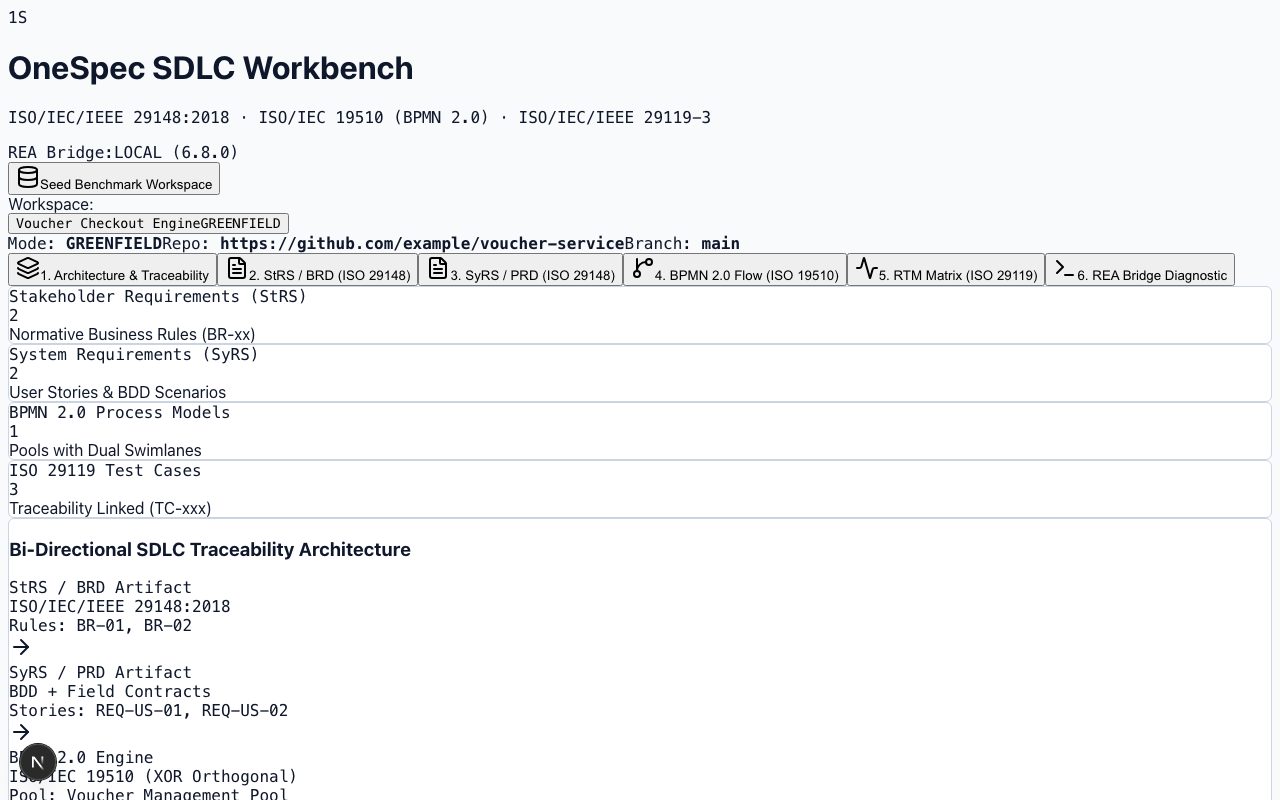 1S
OneSpec SDLC Workbench
ISO/IEC/IEEE 29148:2018 · ISO/IEC 19510 (BPMN 2.0) · ISO/IEC/IEEE 29119-3
REA Bridge:LOCAL (6.8.0)
Seed Benchmark Workspace
Workspace:
Voucher Checkout EngineGREENFIELD
Mode: GREENFIELDRepo: https://github.com/example/voucher-serviceBranch: main
1. Architecture & Traceability 2. StRS / BRD (ISO 29148) 3. SyRS / PRD (ISO 29148) 4. BPMN 2.0 Flow (ISO 19510) 5. RTM Matrix (ISO 29119) 6. REA Bridge Diagnostic
Stakeholder Requirements (StRS)
2
Normative Business Rules (BR-xx)
System Requirements (SyRS)
2
User Stories & BDD Scenarios
BPMN 2.0 Process Models
1
Pools with Dual Swimlanes
ISO 29119 Test Cases
3
Traceability Linked (TC-xxx)
Bi-Directional SDLC Traceability Architecture
StRS / BRD Artifact
ISO/IEC/IEEE 29148:2018
Rules: BR-01, BR-02
SyRS / PRD Artifact
BDD + Field Contracts
Stories: REQ-US-01, REQ-US-02
2.0 Engine
ISO/IEC 19510 (XOR Orthogonal)
Pool: Voucher Management Pool
N